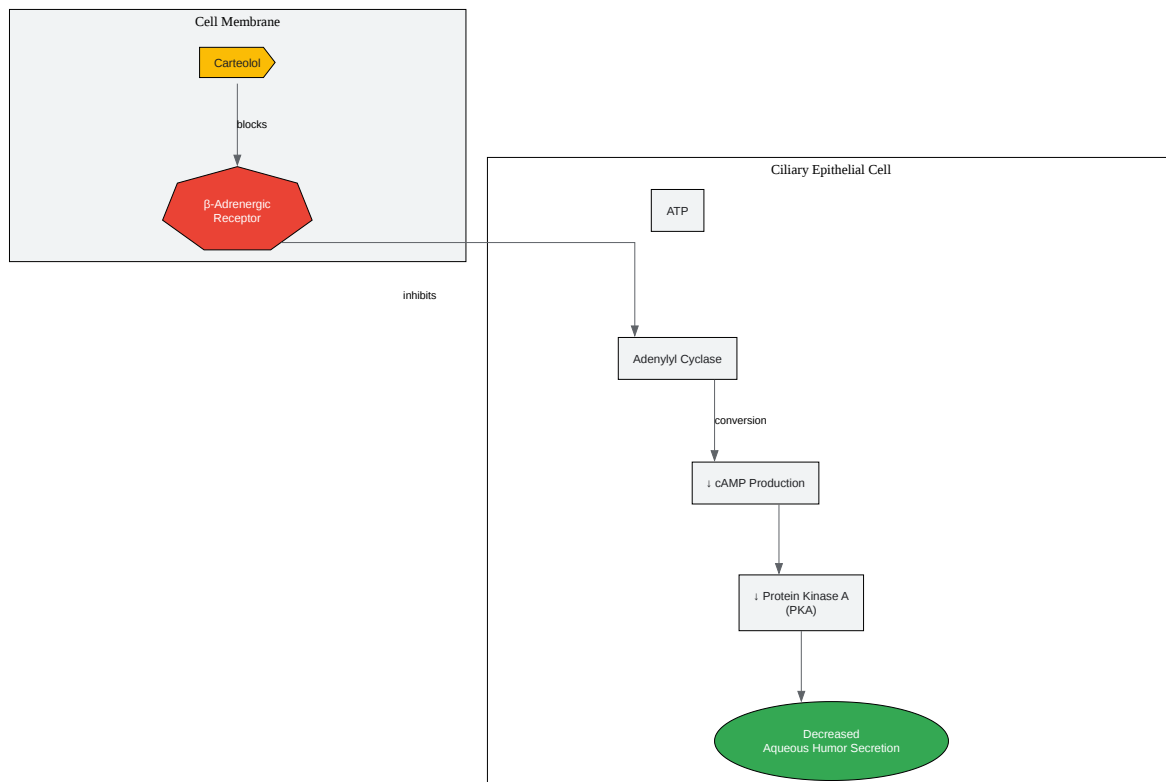 Cell Membrane
Carteolol
blocks
β-Adrenergic
Receptor
inhibits
Ciliary Epithelial Cell
ATP
Adenylyl Cyclase
conversion
↓ cAMP Production
↓ Protein Kinase A
(PKA)
Decreased
Aqueous Humor Secretion